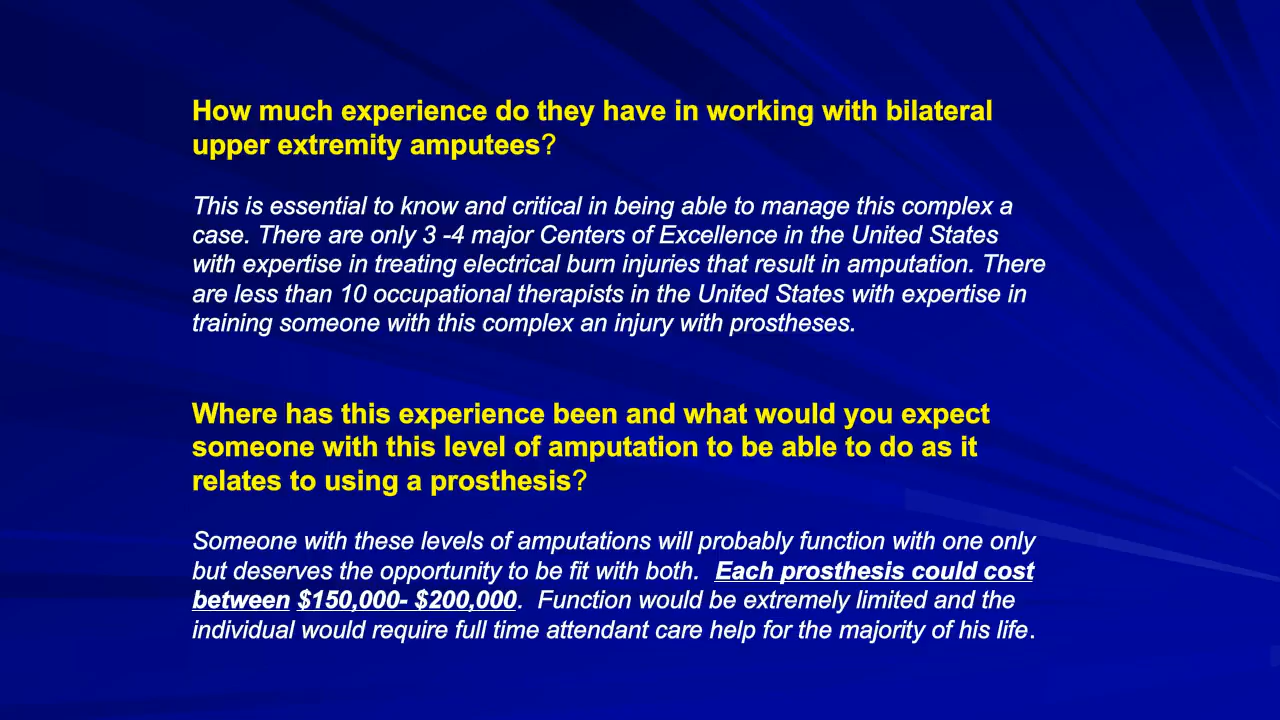 How much experience do they have in working with bilateral
upper extremity amputees?
This is essential to know and critical in being able to manage this complex a
case. There are only 3 -4 major Centers of Excellence in the United States
with expertise in treating electrical burn injuries that result in amputation. There
are less than 10 occupational therapists in the United States with expertise in
training someone with this complex an injury with prostheses.
Where has this experience been and what would you expect
someone with this level of amputation to be able to do as it
relates to using a prosthesis?
Someone with these levels of amputations will probably function with one only
but deserves the opportunity to be fit with both.  Each prosthesis could cost
between $150,000- $200,000.  Function would be extremely limited and the
individual would require full time attendant care help for the majority of his life.